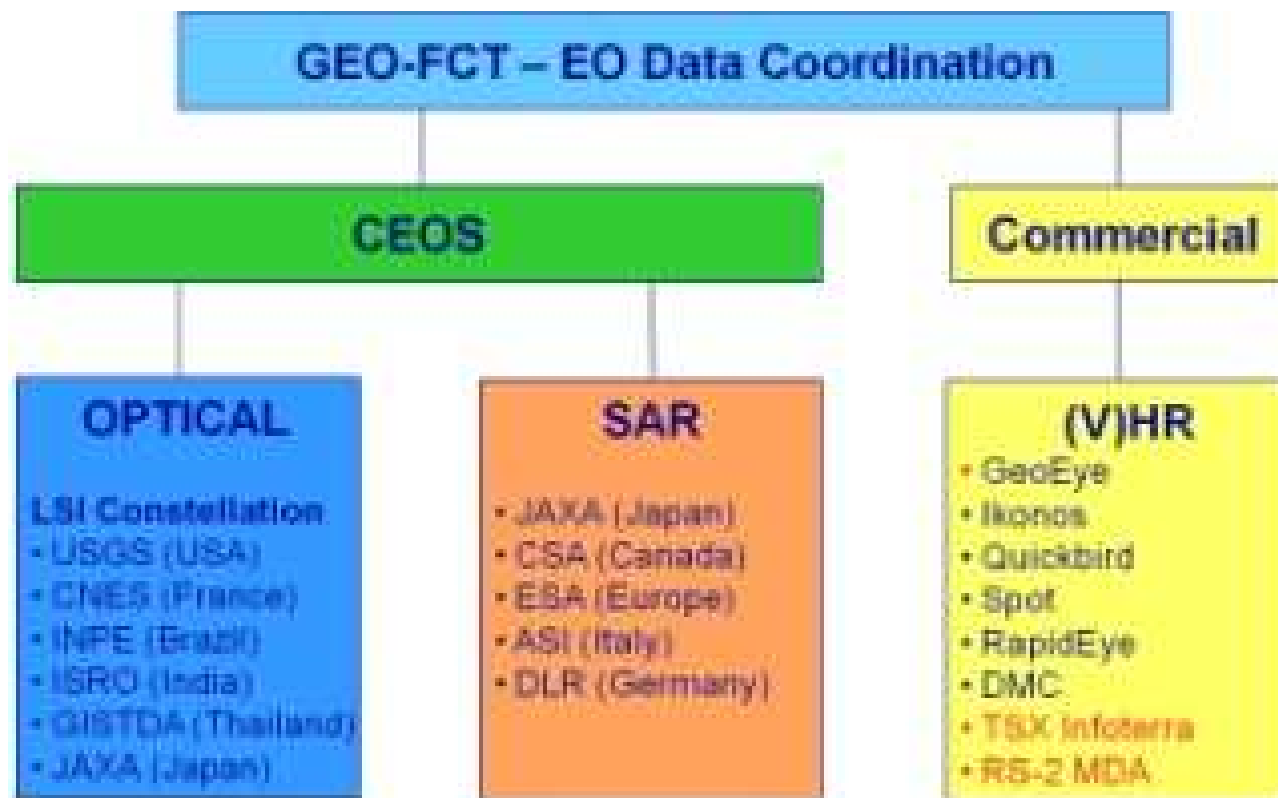 GEO-FCT – EO Data Coordination
CEOS
Commercial
OPTICAL
LSI Constellation
• USGS (USA)
• CNES (France)
• INPE (Brazil)
• ISRO (India)
• GISTDA (Thailand)
• JAXA (Japan)
SAR
• JAXA (Japan)
• CSA (Canada)
• ESA (Europe)
• ASI (Italy)
• DLR (Germany)
(V)HR
• GeoEye
• Ikonos
• Quickbird
• Spot
• RapidEye
• DMC
• TSX Infoterra
• RS-2 MDA